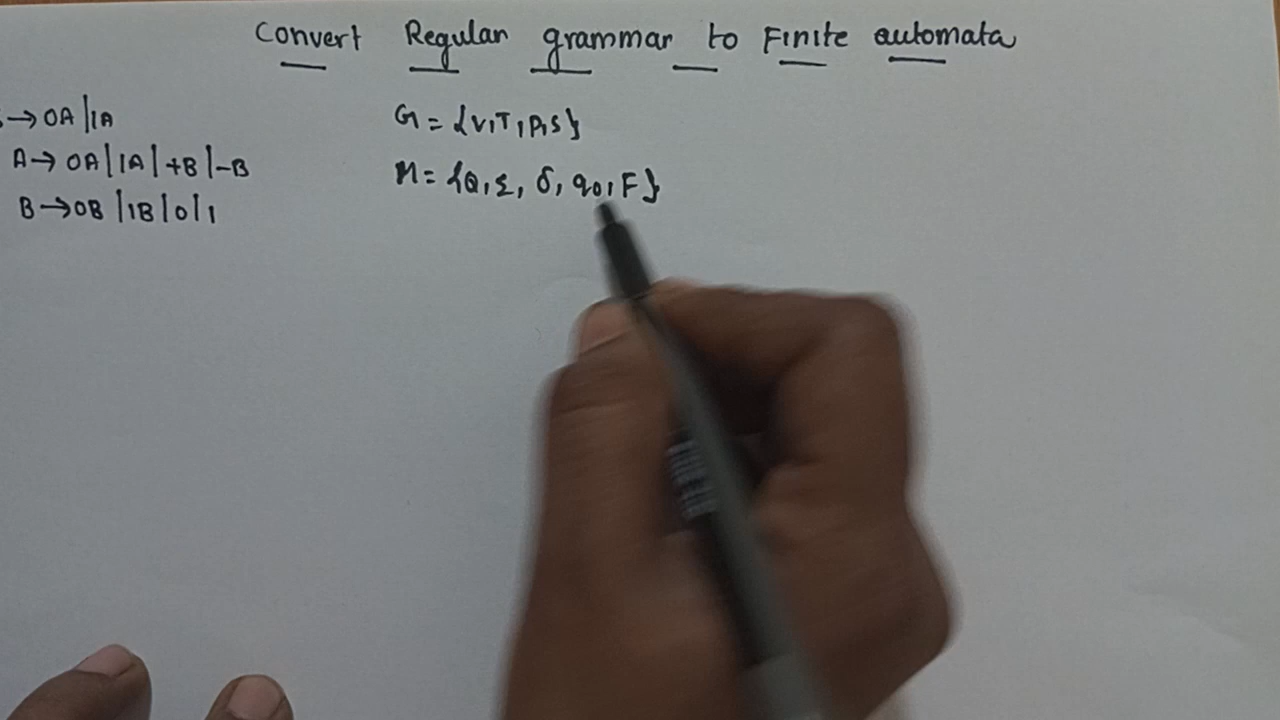 Convert Regular grammar to Finite automata
→ 0A|1A
A→ 0A|1A|+B|-B
B→0B|1B|0|1
G = {V,T,P,S}
M = {Q,Σ, δ, q0, F}